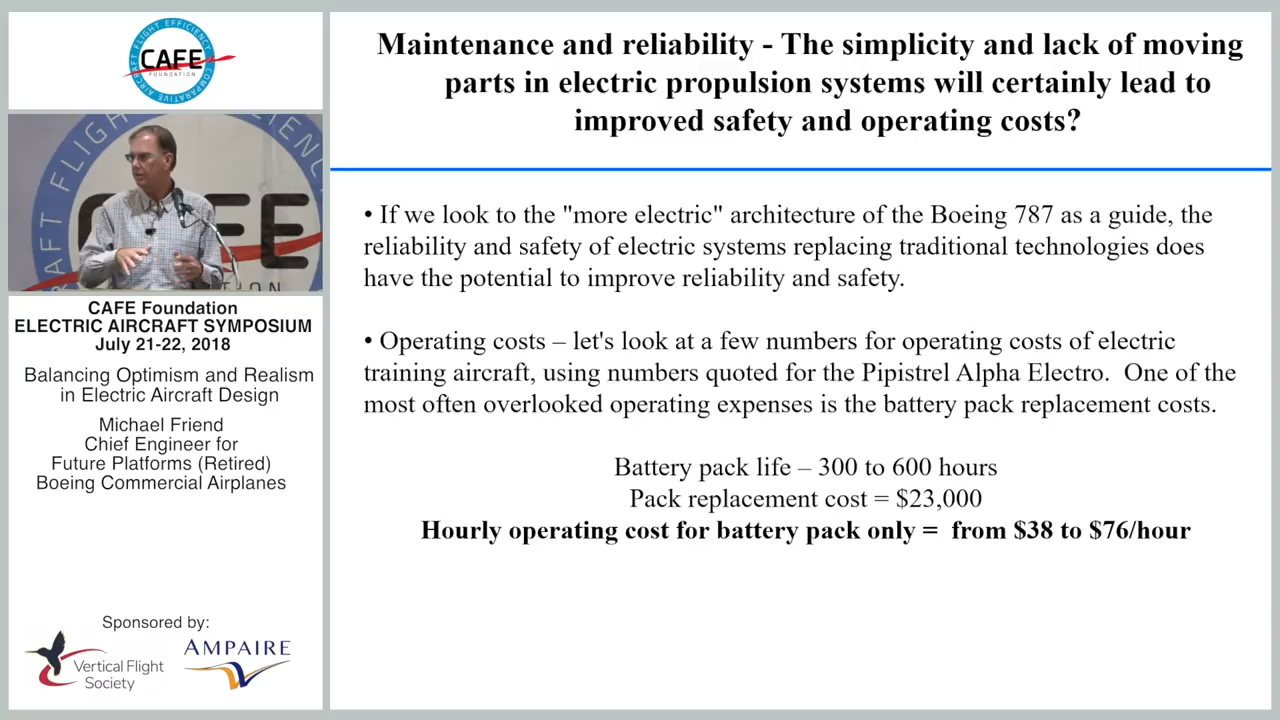 CAFE
FOUNDATION
AIRCRAFT FLIGHT EFFICIENCY
COMPARATIVE
CAFE Foundation
ELECTRIC AIRCRAFT SYMPOSIUM
July 21-22, 2018
Balancing Optimism and Realism
in Electric Aircraft Design
Michael Friend
Chief Engineer for
Future Platforms (Retired)
Boeing Commercial Airplanes
Sponsored by:
Vertical Flight
Society
AMPAIRE
Maintenance and reliability - The simplicity and lack of moving
parts in electric propulsion systems will certainly lead to
improved safety and operating costs?
• If we look to the "more electric" architecture of the Boeing 787 as a guide, the
reliability and safety of electric systems replacing traditional technologies does
have the potential to improve reliability and safety.
• Operating costs – let's look at a few numbers for operating costs of electric
training aircraft, using numbers quoted for the Pipistrel Alpha Electro.  One of the
most often overlooked operating expenses is the battery pack replacement costs.
Battery pack life – 300 to 600 hours
Pack replacement cost = $23,000
Hourly operating cost for battery pack only =  from $38 to $76/hour